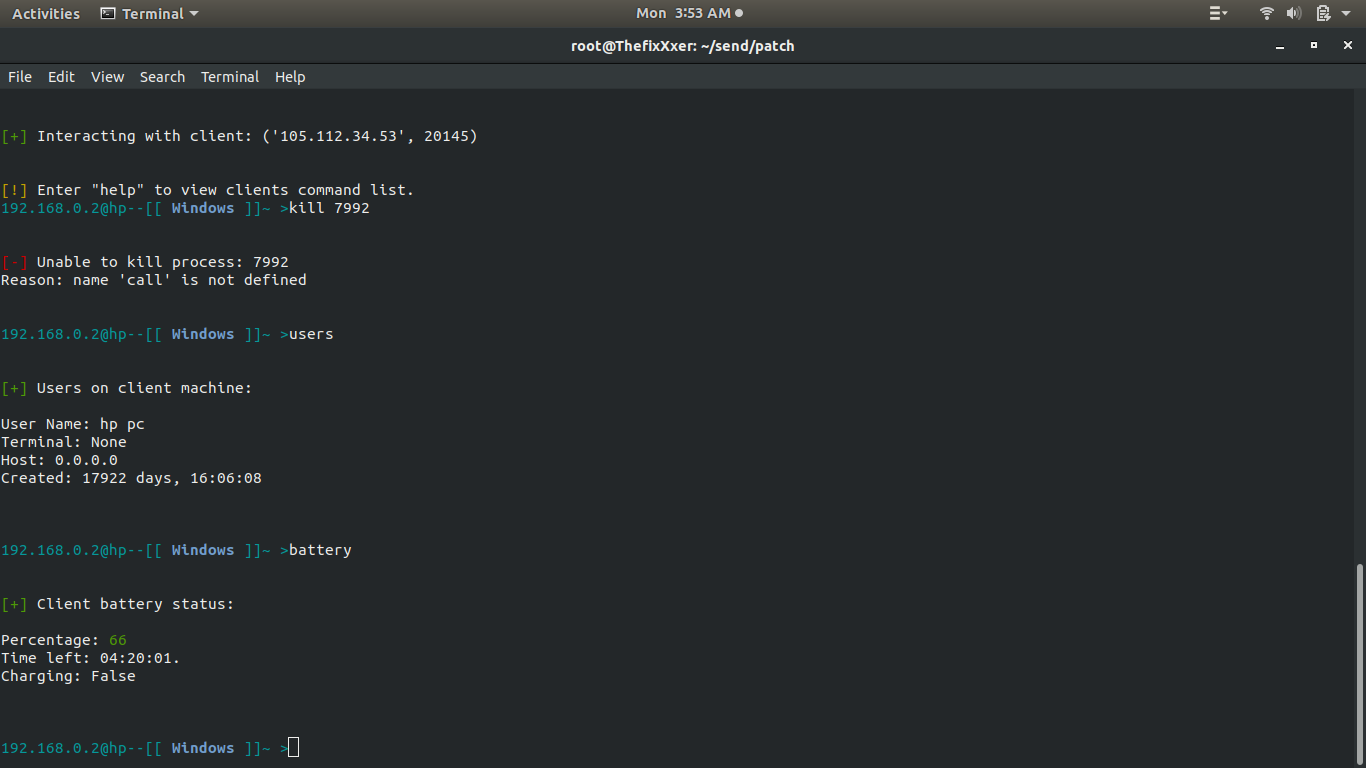 Activities Terminal Mon 3:53 AM
root@ThefixXxer: ~/send/patch
File Edit View Search Terminal Help
[+] Interacting with client: ('105.112.34.53', 20145)
[!] Enter "help" to view clients command list.
192.168.0.2@hp--[[ Windows ]]~ >kill 7992
[-] Unable to kill process: 7992
Reason: name 'call' is not defined
192.168.0.2@hp--[[ Windows ]]~ >users
[+] Users on client machine:
User Name: hp pc
Terminal: None
Host: 0.0.0.0
Created: 17922 days, 16:06:08
192.168.0.2@hp--[[ Windows ]]~ >battery
[+] Client battery status:
Percentage: 66
Time left: 04:20:01.
Charging: False
192.168.0.2@hp--[[ Windows ]]~ >